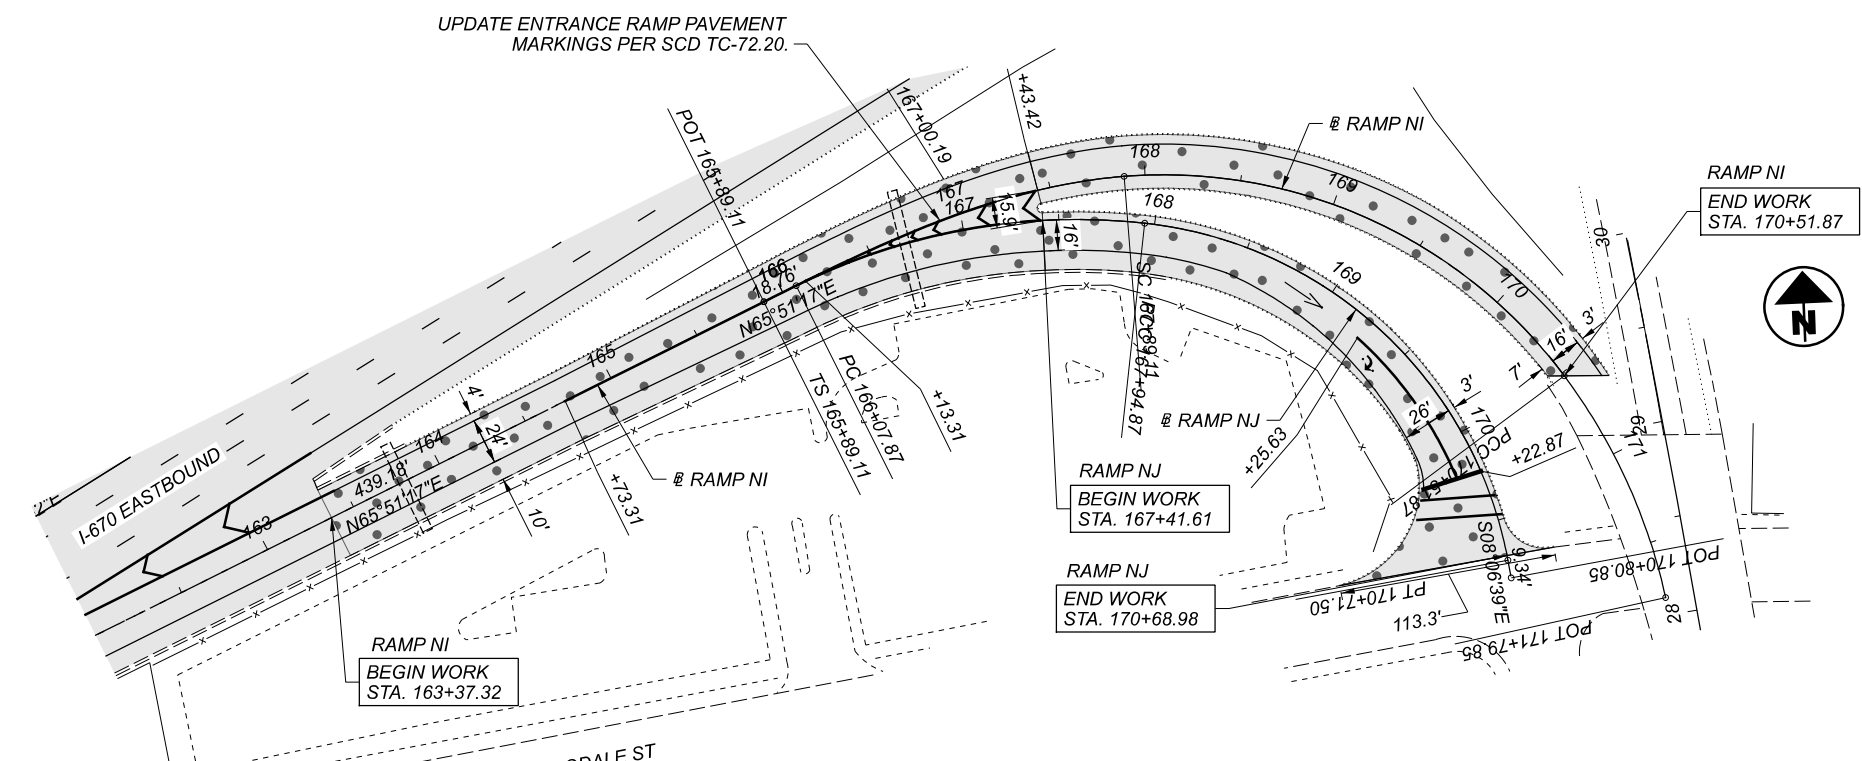 UPDATE ENTRANCE RAMP PAVEMENT
MARKINGS PER SCD TC-72.20.
167+00.19
+43.42
POT 165+89.11
℄ RAMP NI
168
169
167
167
15.9'
168
16'
RAMP NI
END WORK
STA. 170+51.87
30
166
18.76'
N65°51'17"E
169
170
N
165
16'
3'
7'
PC 166+07.87
TS 165+89.11
+13.31
3'
4'
164
24'
26'
170
℄ RAMP NJ
29
171
+25.63
+22.87
I-670 EASTBOUND
439.18'
N65°51'17"E
℄ RAMP NI
+73.31
10'
163
RAMP NJ
BEGIN WORK
STA. 167+41.61
S08°06'39"E
9.34'
POT 170+80.85
RAMP NJ
END WORK
STA. 170+68.98
PT 170+71.50
113.3'
28
POT 171+79.85
RAMP NI
BEGIN WORK
STA. 163+37.32